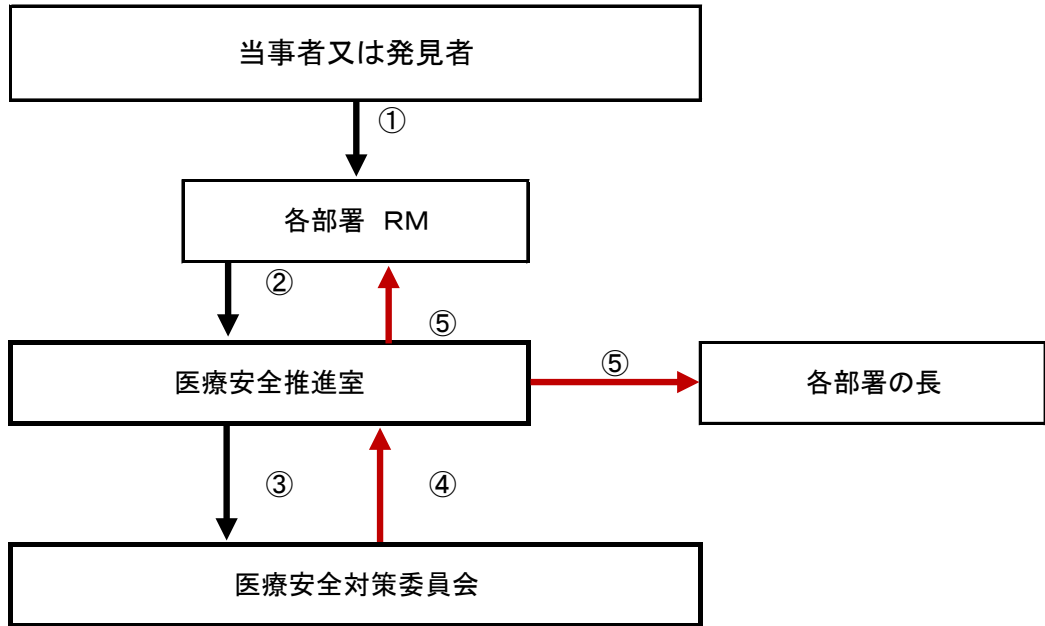 当事者又は発見者
①
各部署　ＲＭ
②
⑤
医療安全推進室
⑤
各部署の長
③
④
医療安全対策委員会